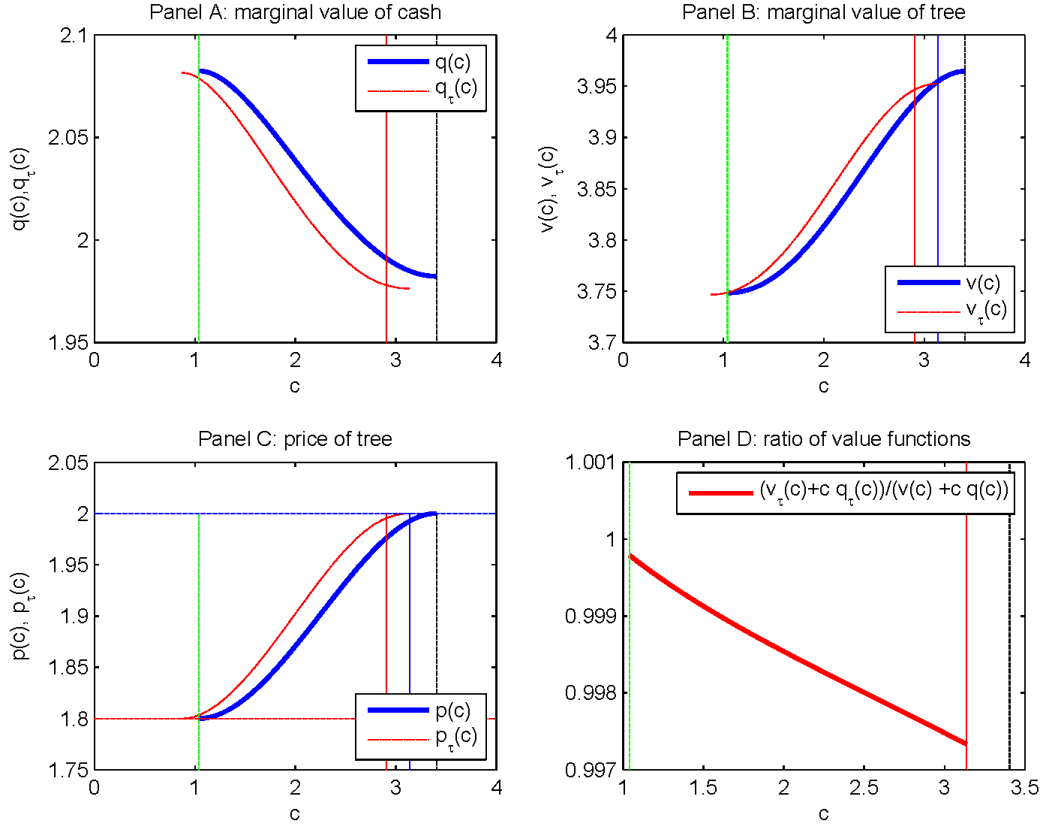 Panel A: marginal value of cash
2.1
2.05
2
1.95
q(c),q_τ(c)
q(c)
q_τ(c)
0 1 2 3 4
c
Panel B: marginal value of tree
4
3.95
3.9
3.85
3.8
3.75
3.7
v(c), v_τ(c)
v(c)
v_τ(c)
0 1 2 3 4
c
Panel C: price of tree
2.05
2
1.95
1.9
1.85
1.8
1.75
p(c), p_τ(c)
p(c)
p_τ(c)
0 1 2 3 4
c
Panel D: ratio of value functions
1.001
1
0.999
0.998
0.997
(v_τ(c)+c q_τ(c))/(v(c) +c q(c))
1 1.5 2 2.5 3 3.5
c